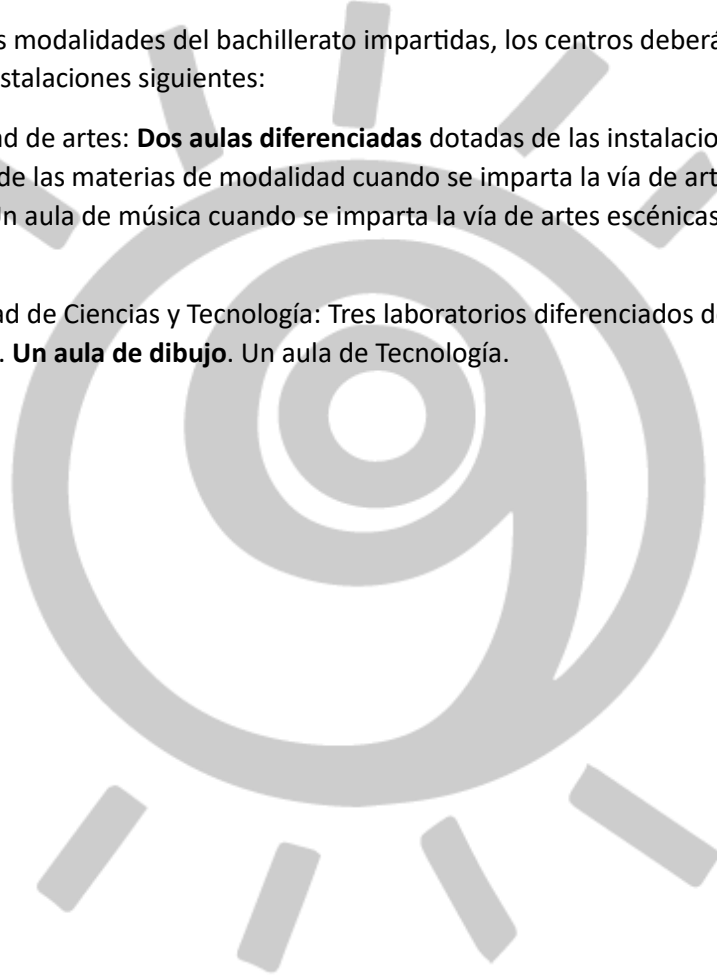 s modalidades del bachillerato impartidas, los centros deberá
stalaciones siguientes:
ad de artes: Dos aulas diferenciadas dotadas de las instalacio
de las materias de modalidad cuando se imparta la vía de art
n aula de música cuando se imparta la vía de artes escénicas
ad de Ciencias y Tecnología: Tres laboratorios diferenciados d
. Un aula de dibujo. Un aula de Tecnología.